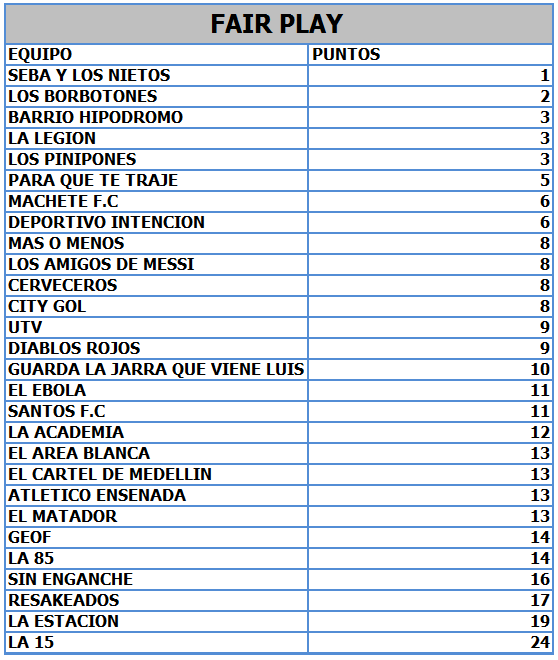 FAIR PLAY
EQUIPO PUNTOS
SEBA Y LOS NIETOS 1
LOS BORBOTONES 2
BARRIO HIPODROMO 3
LA LEGION 3
LOS PINIPONES 3
PARA QUE TE TRAJE 5
MACHETE F.C 6
DEPORTIVO INTENCION 6
MAS O MENOS 8
LOS AMIGOS DE MESSI 8
CERVECEROS 8
CITY GOL 8
UTV 9
DIABLOS ROJOS 9
GUARDA LA JARRA QUE VIENE LUIS 10
EL EBOLA 11
SANTOS F.C 11
LA ACADEMIA 12
EL AREA BLANCA 13
EL CARTEL DE MEDELLIN 13
ATLETICO ENSENADA 13
EL MATADOR 13
GEOF 14
LA 85 14
SIN ENGANCHE 16
RESAKEADOS 17
LA ESTACION 19
LA 15 24